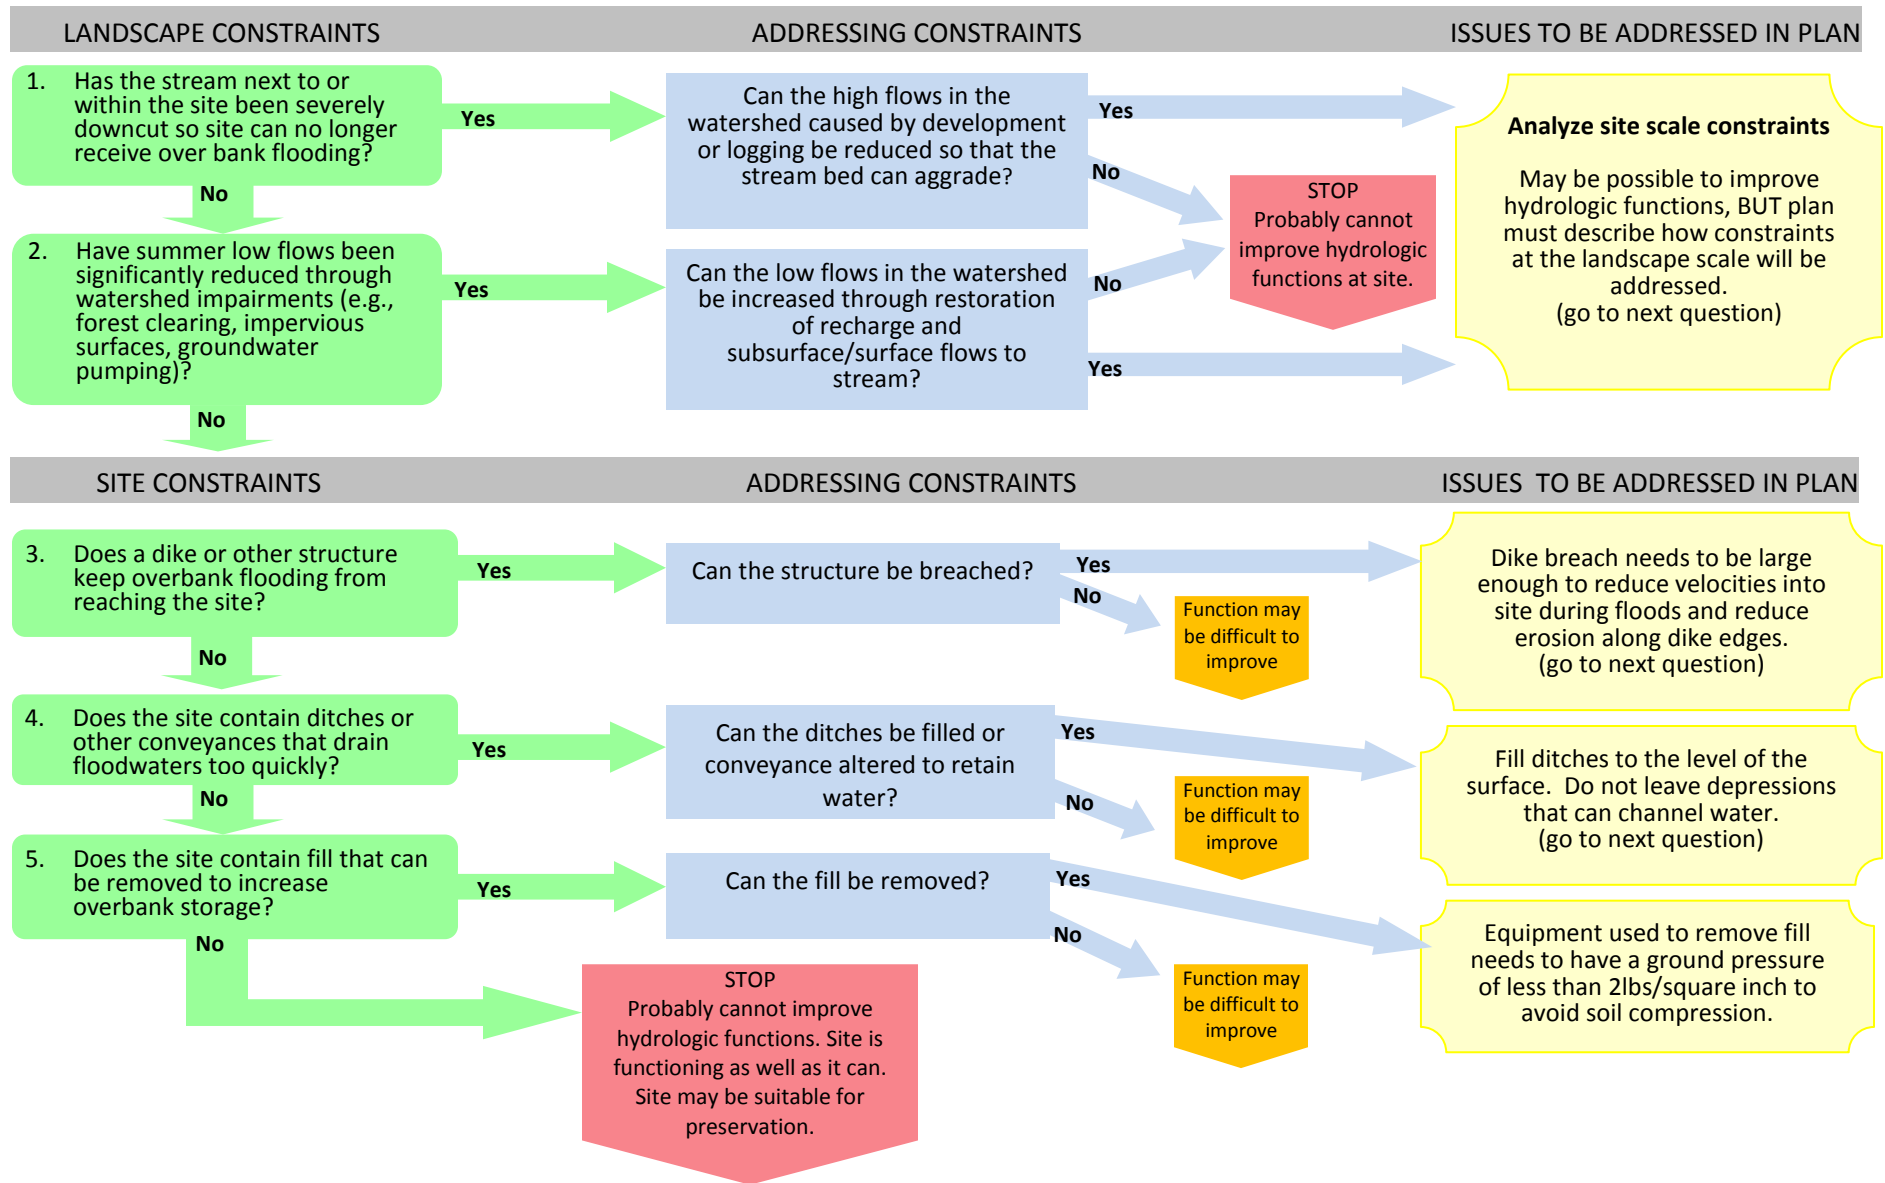 LANDSCAPE CONSTRAINTS
ADDRESSING CONSTRAINTS
ISSUES TO BE ADDRESSED IN PLAN
1. Has the stream next to or
within the site been severely
downcut so site can no longer
receive over bank flooding?
Yes
No
Can the high flows in the
watershed caused by development
or logging be reduced so that the
stream bed can aggrade?
Yes
No
STOP
Probably cannot
improve hydrologic
functions at site.
Analyze site scale constraints
May be possible to improve
hydrologic functions, BUT plan
must describe how constraints
at the landscape scale will be
addressed.
(go to next question)
2. Have summer low flows been
significantly reduced through
watershed impairments (e.g.,
forest clearing, impervious
surfaces, groundwater
pumping)?
Yes
No
Can the low flows in the watershed
be increased through restoration
of recharge and
subsurface/surface flows to
stream?
No
Yes
SITE CONSTRAINTS
ADDRESSING CONSTRAINTS
ISSUES TO BE ADDRESSED IN PLAN
3. Does a dike or other structure
keep overbank flooding from
reaching the site?
Yes
No
Can the structure be breached?
Yes
No
Function may
be difficult to
improve
Dike breach needs to be large
enough to reduce velocities into
site during floods and reduce
erosion along dike edges.
(go to next question)
4. Does the site contain ditches or
other conveyances that drain
floodwaters too quickly?
Yes
No
Can the ditches be filled or
conveyance altered to retain
water?
Yes
No
Function may
be difficult to
improve
Fill ditches to the level of the
surface. Do not leave depressions
that can channel water.
(go to next question)
5. Does the site contain fill that can
be removed to increase
overbank storage?
Yes
No
Can the fill be removed?
Yes
No
Function may
be difficult to
improve
Equipment used to remove fill
needs to have a ground pressure
of less than 2lbs/square inch to
avoid soil compression.
STOP
Probably cannot improve
hydrologic functions. Site is
functioning as well as it can.
Site may be suitable for
preservation.